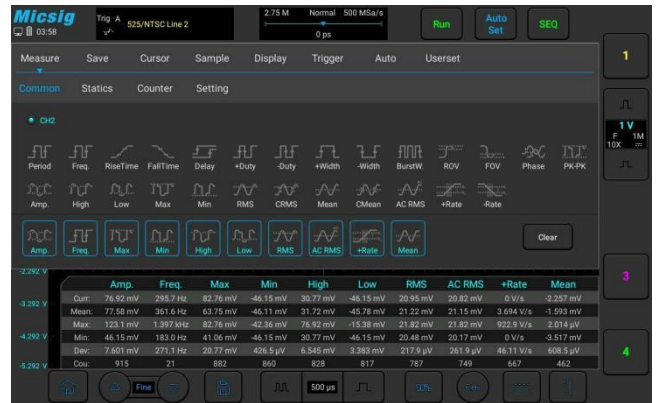 Micsig
03:58
Trig A 525/NTSC Line 2
2.75 M Normal 500 MSa/s
0 ps
Run
Auto Set
SEQ
Measure Save Cursor Sample Display Trigger Auto Userset
Common Statics Counter Setting
CH2
Period Freq. RiseTime FallTime Delay +Duty -Duty +Width -Width BurstW. ROV FOV Phase PK-PK
Amp. High Low Max Min RMS CRMS Mean CMean AC RMS +Rate -Rate
Amp. Freq. Max Min High Low RMS AC RMS +Rate Mean
Clear
1
1 V
F 1M
10X
3
4
-2.292 V
-3.292 V
-4.292 V
-5.292 V
Amp. Freq. Max Min High Low RMS AC RMS +Rate Mean
Curr: 76.92 mV 295.7 Hz 82.76 mV -46.15 mV 30.77 mV -46.15 mV 20.95 mV 20.82 mV 0 V/s -2.257 mV
Mean: 77.58 mV 361.6 Hz 63.75 mV -46.11 mV 31.72 mV -45.78 mV 21.22 mV 21.15 mV 3.694 V/s -1.593 mV
Max: 123.1 mV 1.397 kHz 82.76 mV -42.36 mV 76.92 mV -15.38 mV 21.82 mV 21.82 mV 922.9 V/s 2.014 μV
Min: 46.15 mV 183.0 Hz 41.06 mV -46.15 mV 30.77 mV -46.15 mV 20.48 mV 20.17 mV 0 V/s -3.517 mV
Dev: 7.601 mV 271.1 Hz 20.77 mV 426.5 μV 6.545 mV 3.383 mV 217.9 μV 261.9 μV 46.11 V/s 608.5 μV
Cou: 915 21 882 860 828 817 787 749 667 462
Fine
500 μs
50%